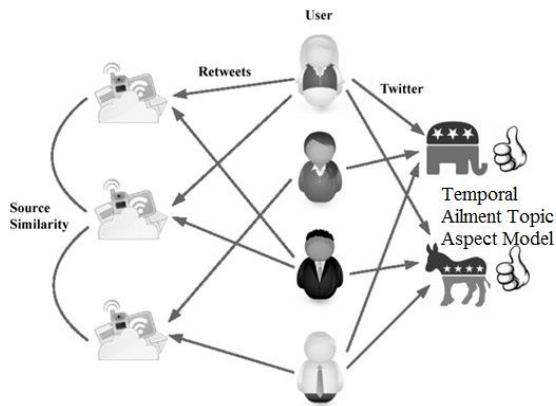 User
Retweets
Twitter
Source
Similarity
Temporal
Ailment Topic
Aspect Model